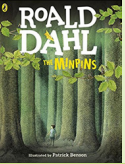 ROALD
DAHL
THE MINPINS
Illustrated by Patrick Benson